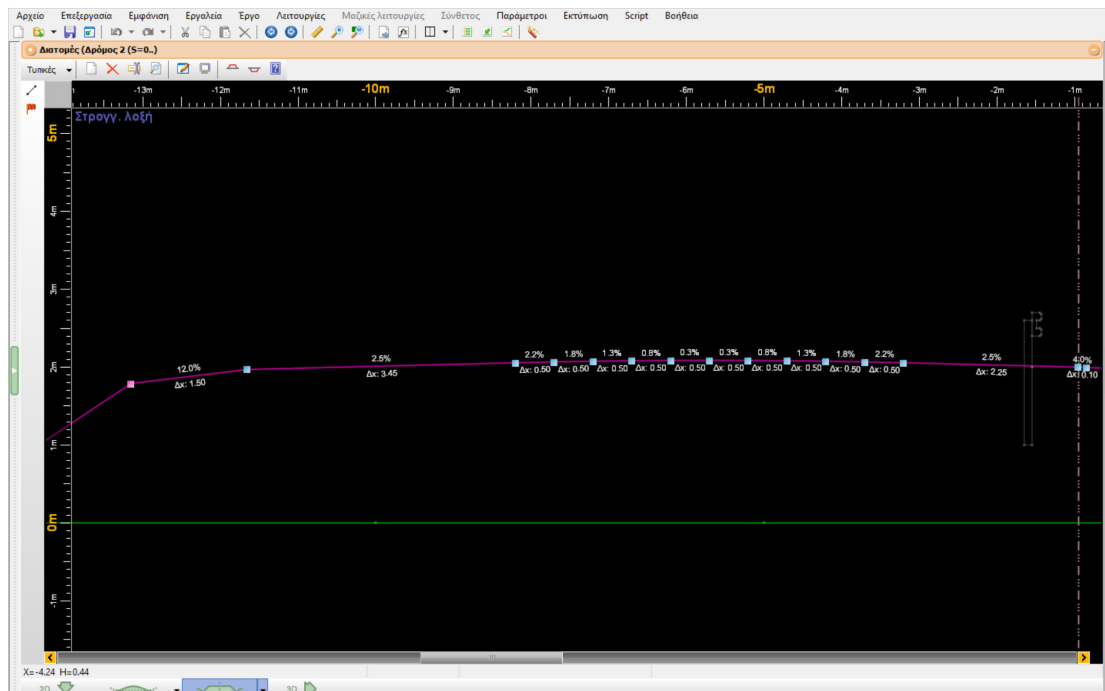 Αρχείο Επεξεργασία Εμφάνιση Εργαλεία Έργο Λειτουργίες Μαζικές λειτουργίες Σύνθετος Παράμετροι Εκτύπωση Script Βοήθεια
Διατομές (Δρόμος 2 (S=0..)
Τυπικές
-13m -12m -11m -10m -9m -8m -7m -6m -5m -4m -3m -2m -1m
Στρογγ. λοξή
5m
4m
3m
2.2% 1.8% 1.3% 0.8% 0.3% 0.3% 0.8% 1.3% 1.8% 2.2%
12.0% 2.5% 2.5% 4.0%
2m
Δx: 1.50 Δx: 3.45 Δx: 0.50 Δx: 0.50 Δx: 0.50 Δx: 0.50 Δx: 0.50 Δx: 0.50 Δx: 0.50 Δx: 0.50 Δx: 0.50 Δx: 0.50 Δx: 2.25 Δx: 0.10
1m
0m
-1m
X=-4.24 H=0.44
2D 3D